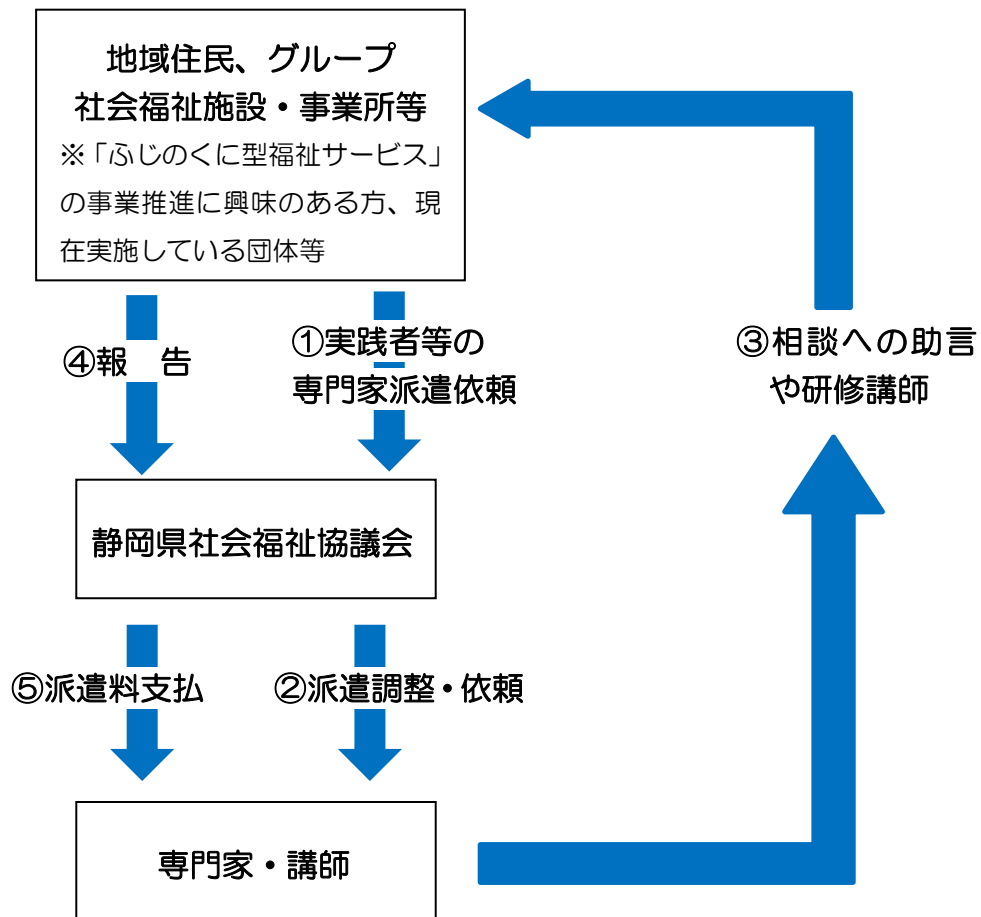 地域住民、グループ
社会福祉施設・事業所等
※「ふじのくに型福祉サービス」
の事業推進に興味のある方、現
在実施している団体等
④報　告
①実践者等の
専門家派遣依頼
③相談への助言
や研修講師
静岡県社会福祉協議会
⑤派遣料支払
②派遣調整・依頼
専門家・講師